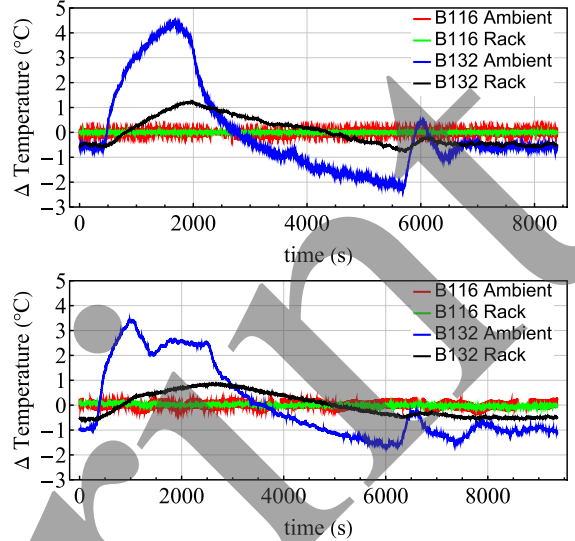 Δ Temperature (°C)
5
4
3
2
1
0
−1
−2
−3
B116 Ambient
B116 Rack
B132 Ambient
B132 Rack
0 2000 4000 6000 8000
time (s)
Δ Temperature (°C)
5
4
3
2
1
0
−1
−2
−3
B116 Ambient
B116 Rack
B132 Ambient
B132 Rack
0 2000 4000 6000 8000
time (s)